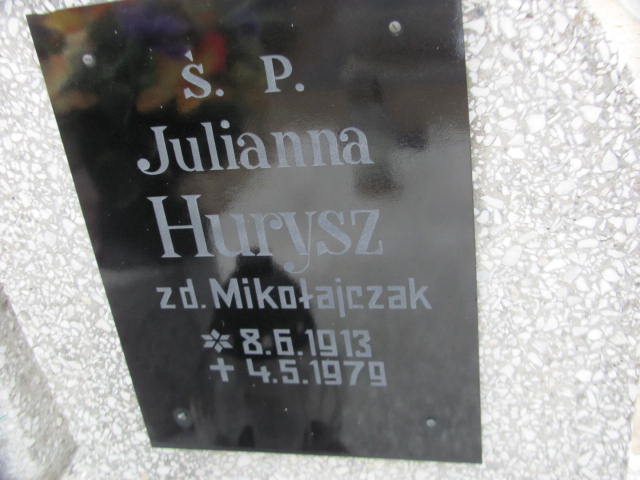 Ś. P.
Julianna
Hurysz
zd. Mikołajczak
* 8.6.1913
+ 4.5.1979